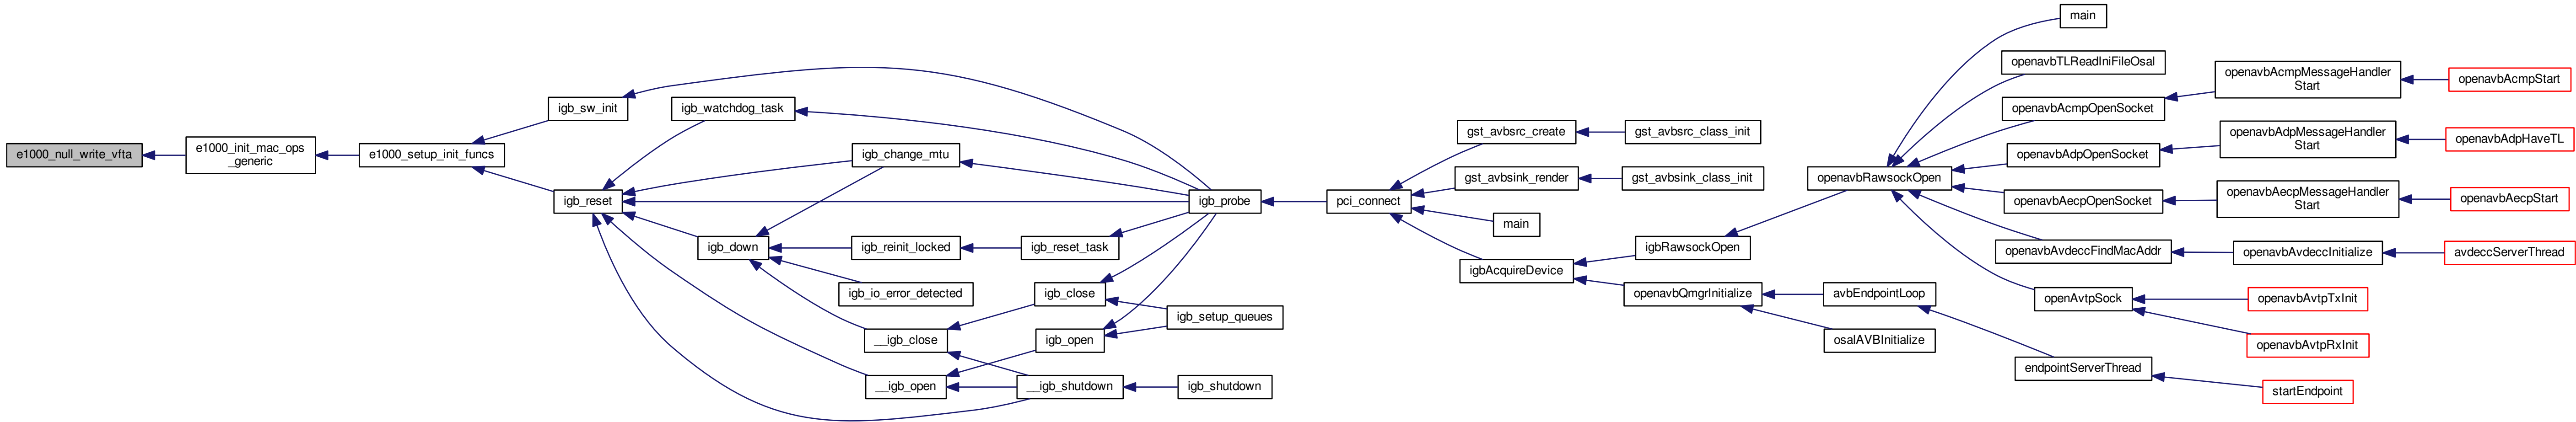 e1000_null_write_vfta
e1000_init_mac_ops
_generic
e1000_setup_init_funcs
igb_sw_init
igb_reset
igb_watchdog_task
igb_change_mtu
igb_down
igb_reinit_locked
igb_io_error_detected
__igb_close
__igb_open
igb_reset_task
igb_close
igb_open
__igb_shutdown
igb_probe
igb_setup_queues
igb_shutdown
pci_connect
gst_avbsrc_create
gst_avbsink_render
main
igbAcquireDevice
gst_avbsrc_class_init
gst_avbsink_class_init
igbRawsockOpen
openavbQmgrInitialize
openavbRawsockOpen
avbEndpointLoop
osalAVBInitialize
main
openavbTLReadIniFileOsal
openavbAcmpOpenSocket
openavbAdpOpenSocket
openavbAecpOpenSocket
openavbAvdeccFindMacAddr
openAvtpSock
endpointServerThread
openavbAcmpMessageHandler
Start
openavbAdpMessageHandler
Start
openavbAecpMessageHandler
Start
openavbAvdeccInitialize
openavbAvtpTxInit
openavbAvtpRxInit
startEndpoint
openavbAcmpStart
openavbAdpHaveTL
openavbAecpStart
avdeccServerThread